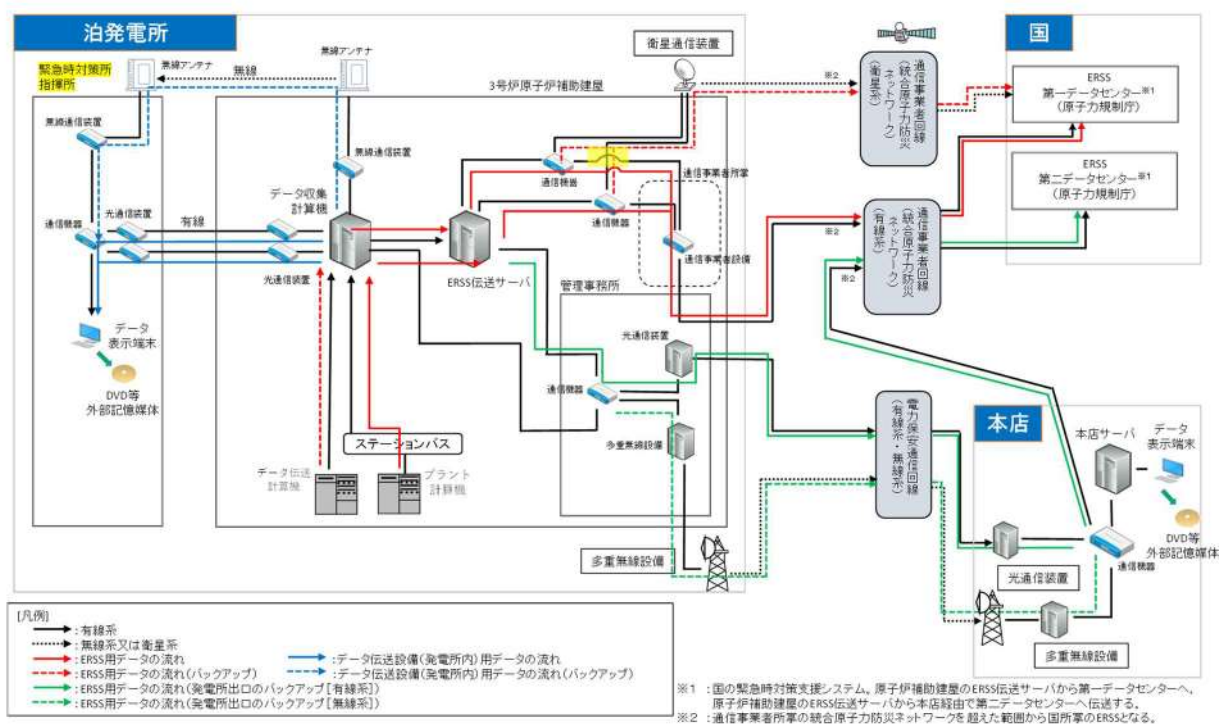 泊発電所
緊急時対策所
指揮所
無線アンテナ
無線
無線アンテナ
衛星通信装置
3号炉原子炉補助建屋
無線通信装置
無線通信装置
通信機器
通信事業者所掌
データ収集
計算機
通信機器
光通信装置
有線
通信機器
光通信装置
ERSS伝送サーバ
通信事業者設備
管理事務所
光通信装置
データ
表示端末
DVD等
外部記憶媒体
通信機器
ステーションバス
多重無線設備
データ伝送
計算機
プラント
計算機
多重無線設備
※2
通信事業者回線
(統合原子力防災
ネットワーク)
(衛星系)
※2
通信事業者回線
(統合原子力防災
ネットワーク)
(有線系)
※2
電力保安通信回線
(有線系・無線系)
国
ERSS
第一データセンター※1
(原子力規制庁)
ERSS
第二データセンター※1
(原子力規制庁)
本店
本店サーバ
データ
表示端末
DVD等
外部記憶媒体
通信機器
光通信装置
多重無線設備
[凡例]
:有線系
:無線系又は衛星系
:ERSS用データの流れ
:データ伝送設備(発電所内)用データの流れ
:ERSS用データの流れ(バックアップ)
:データ伝送設備(発電所内)用データの流れ(バックアップ)
:ERSS用データの流れ(発電所出口のバックアップ[有線系])
:ERSS用データの流れ(発電所出口のバックアップ[無線系])
※1 :国の緊急時対策支援システム。原子炉補助建屋のERSS伝送サーバから第一データセンターへ、
原子炉補助建屋のERSS伝送サーバから本店経由で第二データセンターへ伝送する。
※2 :通信事業者所掌の統合原子力防災ネットワークを超えた範囲から国所掌のERSSとなる。